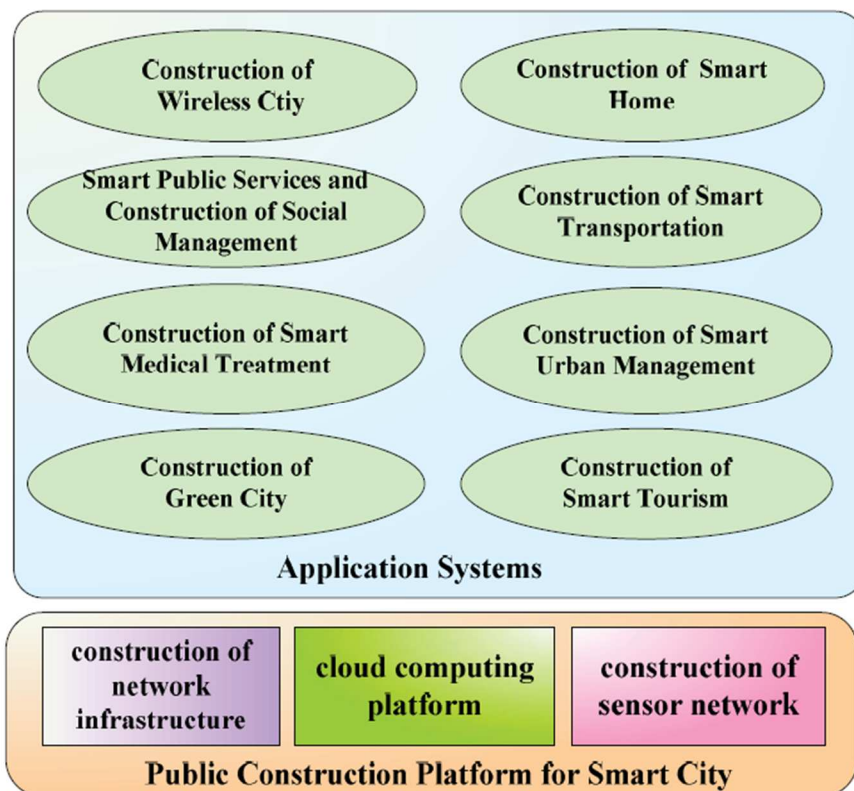 Construction of
Wireless Ctiy
Construction of Smart
Home
Smart Public Services and
Construction of Social
Management
Construction of Smart
Transportation
Construction of Smart
Medical Treatment
Construction of Smart
Urban Management
Construction of
Green City
Construction of
Smart Tourism
Application Systems
construction of
network
infrastructure
cloud computing
platform
construction of
sensor network
Public Construction Platform for Smart City